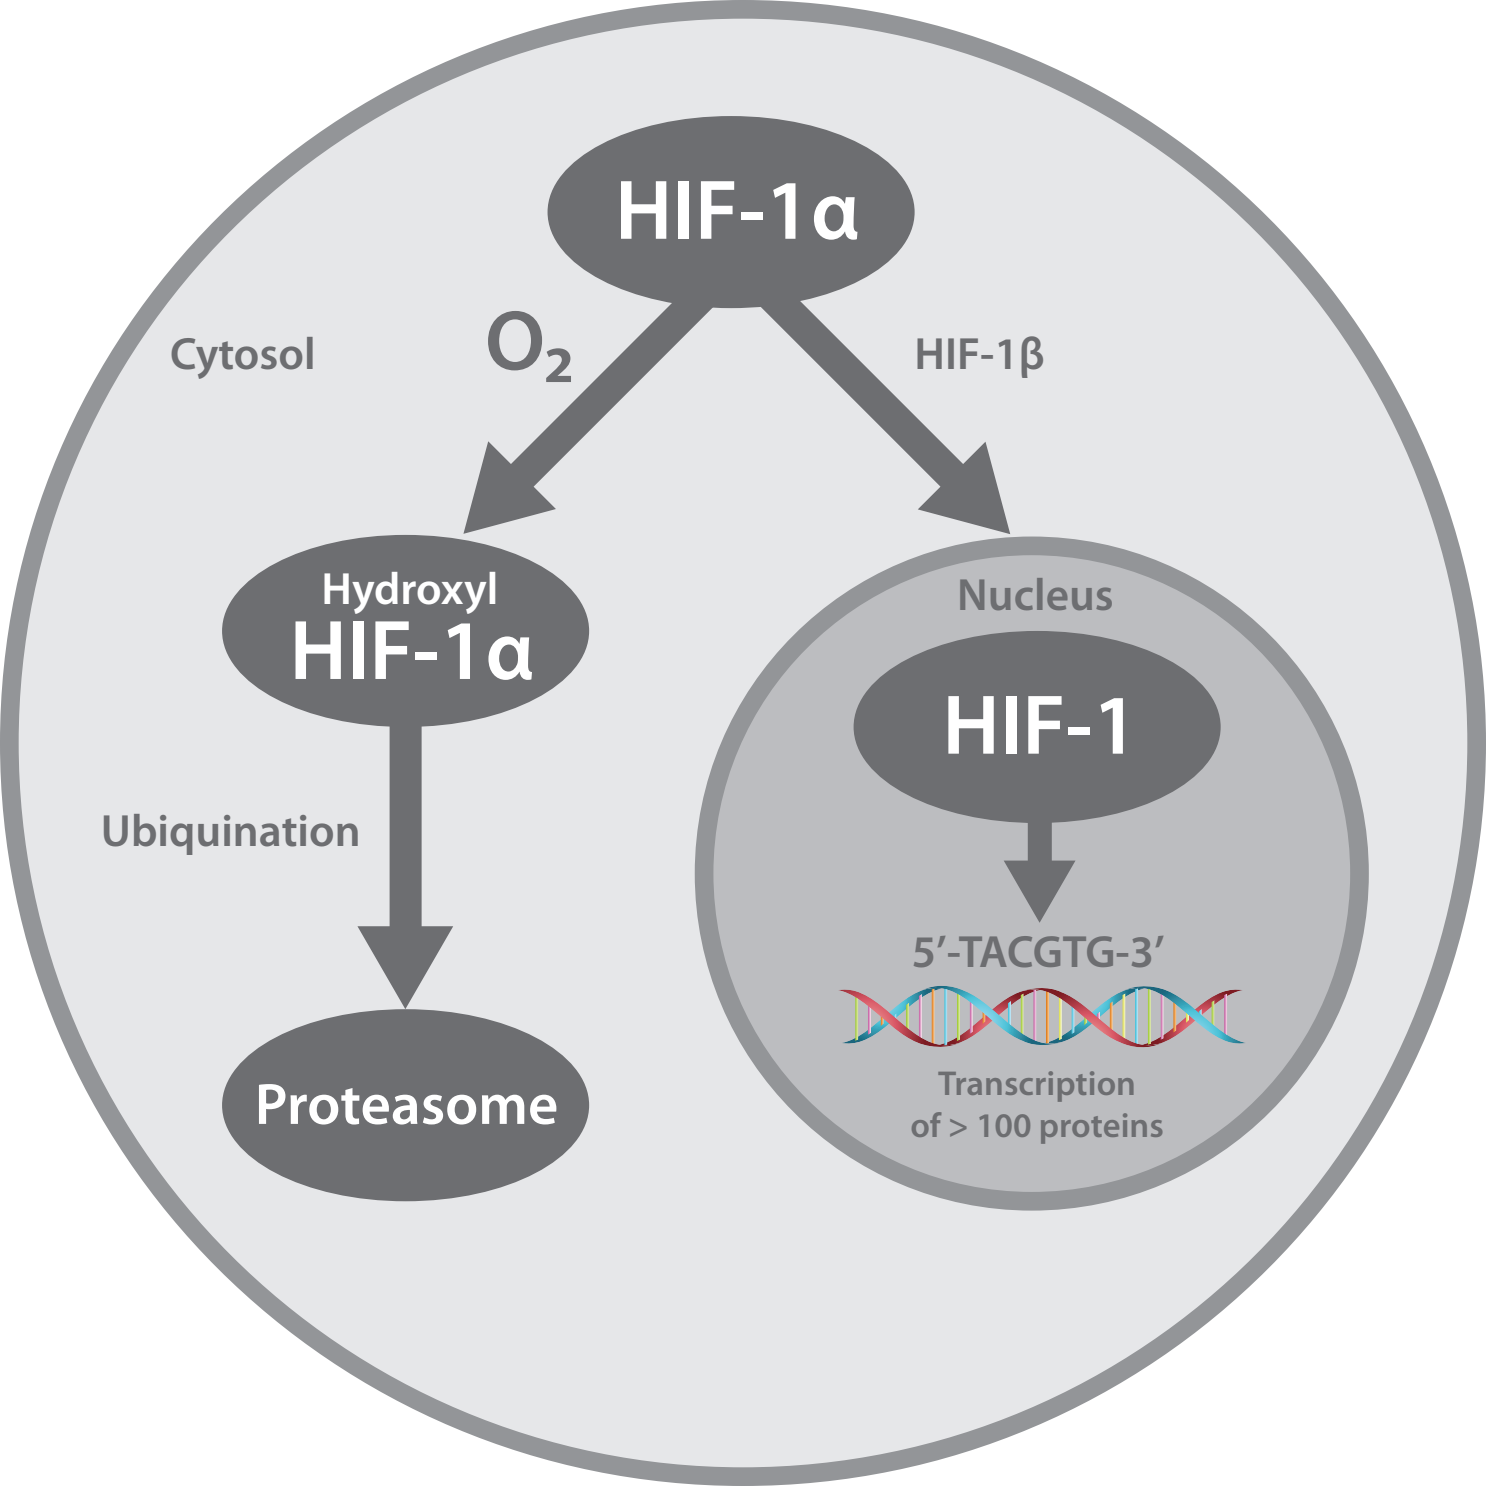 HIF-1α
Cytosol
O₂
HIF-1β
Hydroxyl
HIF-1α
Nucleus
HIF-1
Ubiquination
5′-TACGTG-3′
Transcription
of > 100 proteins
Proteasome